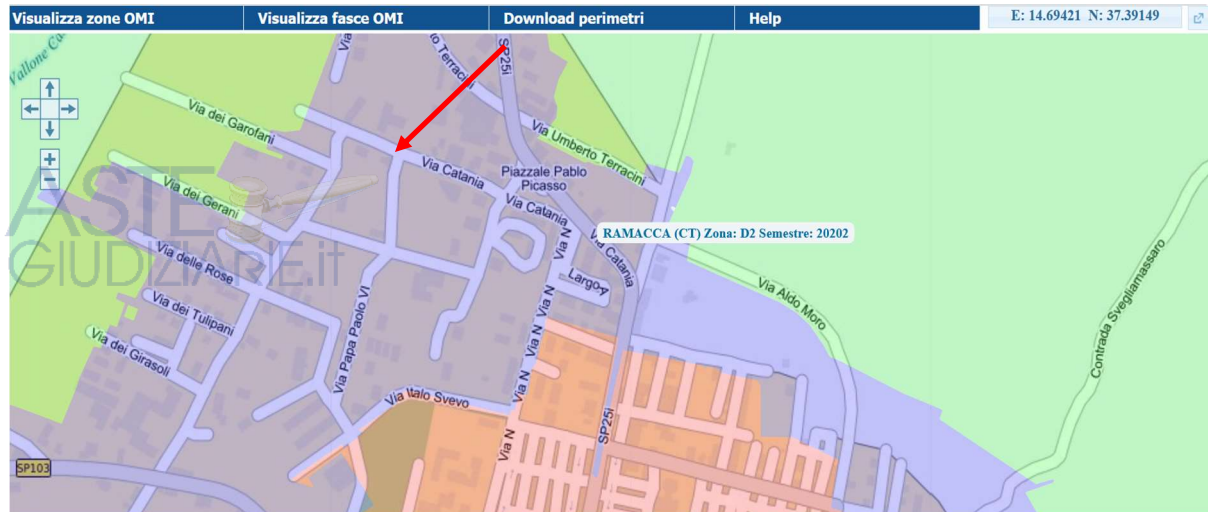 Visualizza zone OMI
Visualizza fasce OMI
Download perimetri
Help
E: 14.69421 N: 37.39149
Via
Terracini
SP25i
Via dei Garofani
Via Umberto Terracini
Via Catania
Piazzale Pablo
Picasso
Via dei Gerani
Via Catania
ASTE
GIUDIZIARIE.it
RAMACCA (CT) Zona: D2 Semestre: 20202
Via N
Via Catania
Via delle Rose
Largo
Via Aldo Moro
Contrada Svegliamassaro
Via dei Tulipani
Via Papa Paolo VI
Via N
Via N
Via dei Girasoli
Via Italo Svevo
Via N
Via N
SP25i
SP103